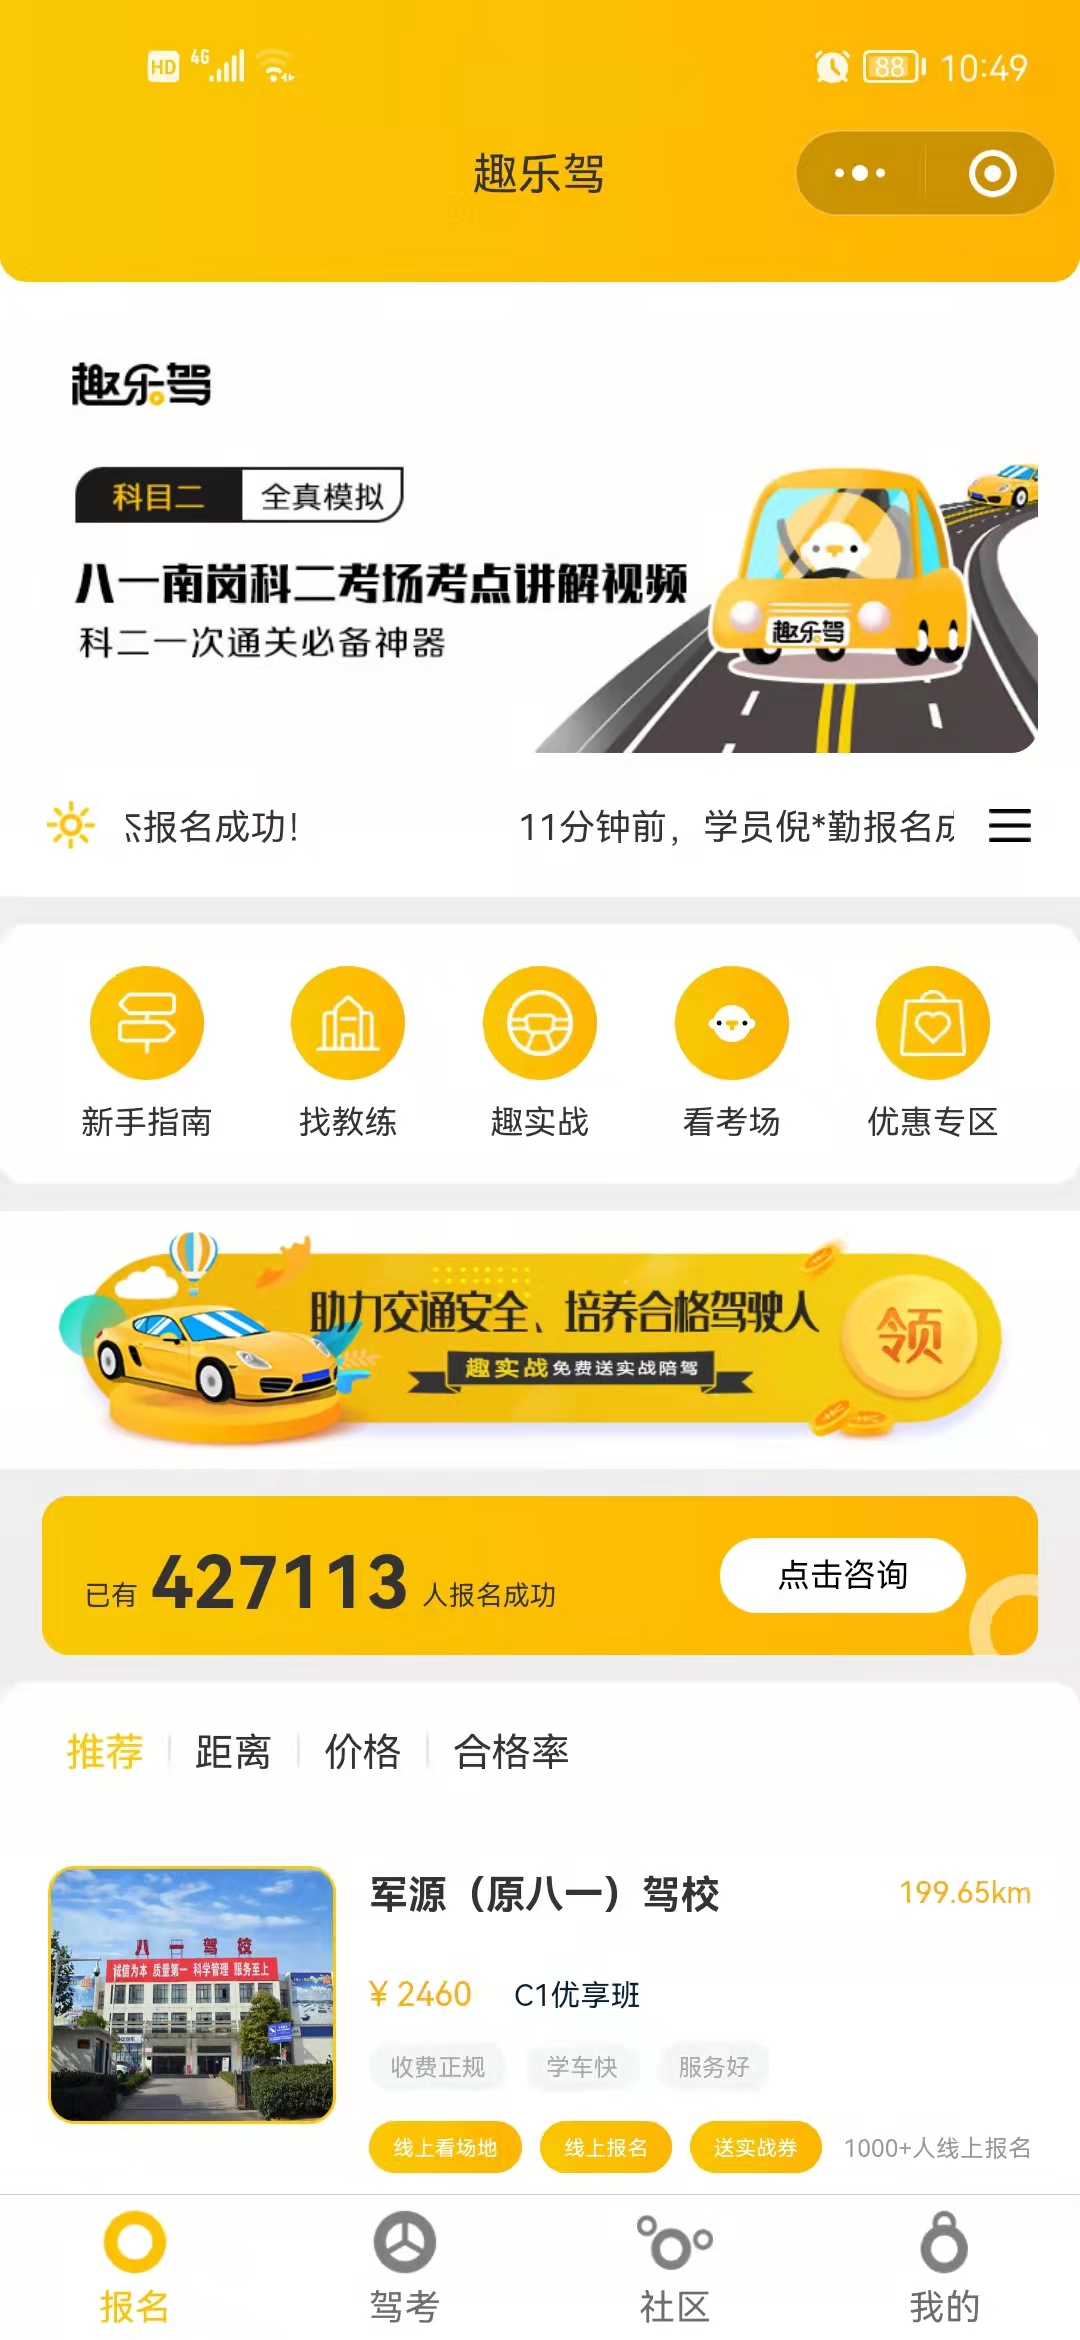 HD 4G 88 10:49
趣乐驾
趣乐驾
科目二 全真模拟
八一南岗科二考场考点讲解视频
科二一次通关必备神器
趣乐驾
报名成功! 11分钟前，学员倪*勤报名成
新手指南 找教练 趣实战 看考场 优惠专区
助力交通安全、培养合格驾驶人
领
趣实战免费送实战陪驾
已有 427113 人报名成功 点击咨询
推荐 距离 价格 合格率
军源（原八一）驾校 199.65km
八一驾校
诚信为本 质量第一 科学管理 服务至上
¥ 2460 C1优享班
收费正规 学车快 服务好
线上看场地 线上报名 送实战券 1000+人线上报名
报名 驾考 社区 我的